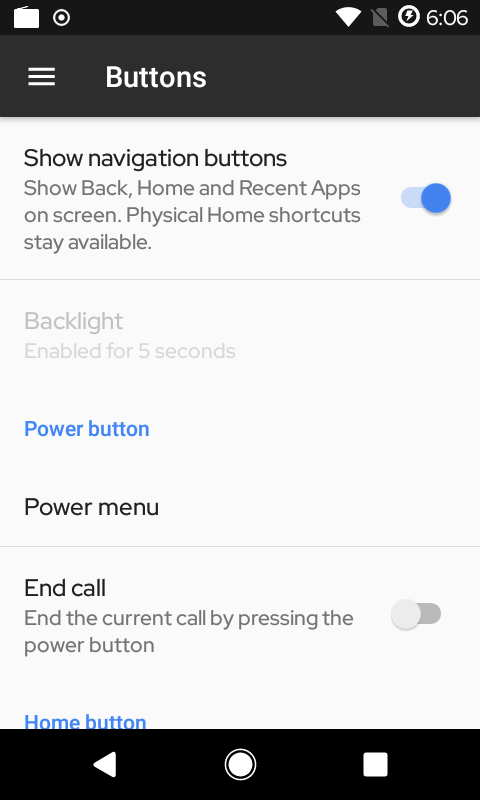 6:06
Buttons
Show navigation buttons
Show Back, Home and Recent Apps
on screen. Physical Home shortcuts
stay available.
Backlight
Enabled for 5 seconds
Power button
Power menu
End call
End the current call by pressing the
power button
Home button